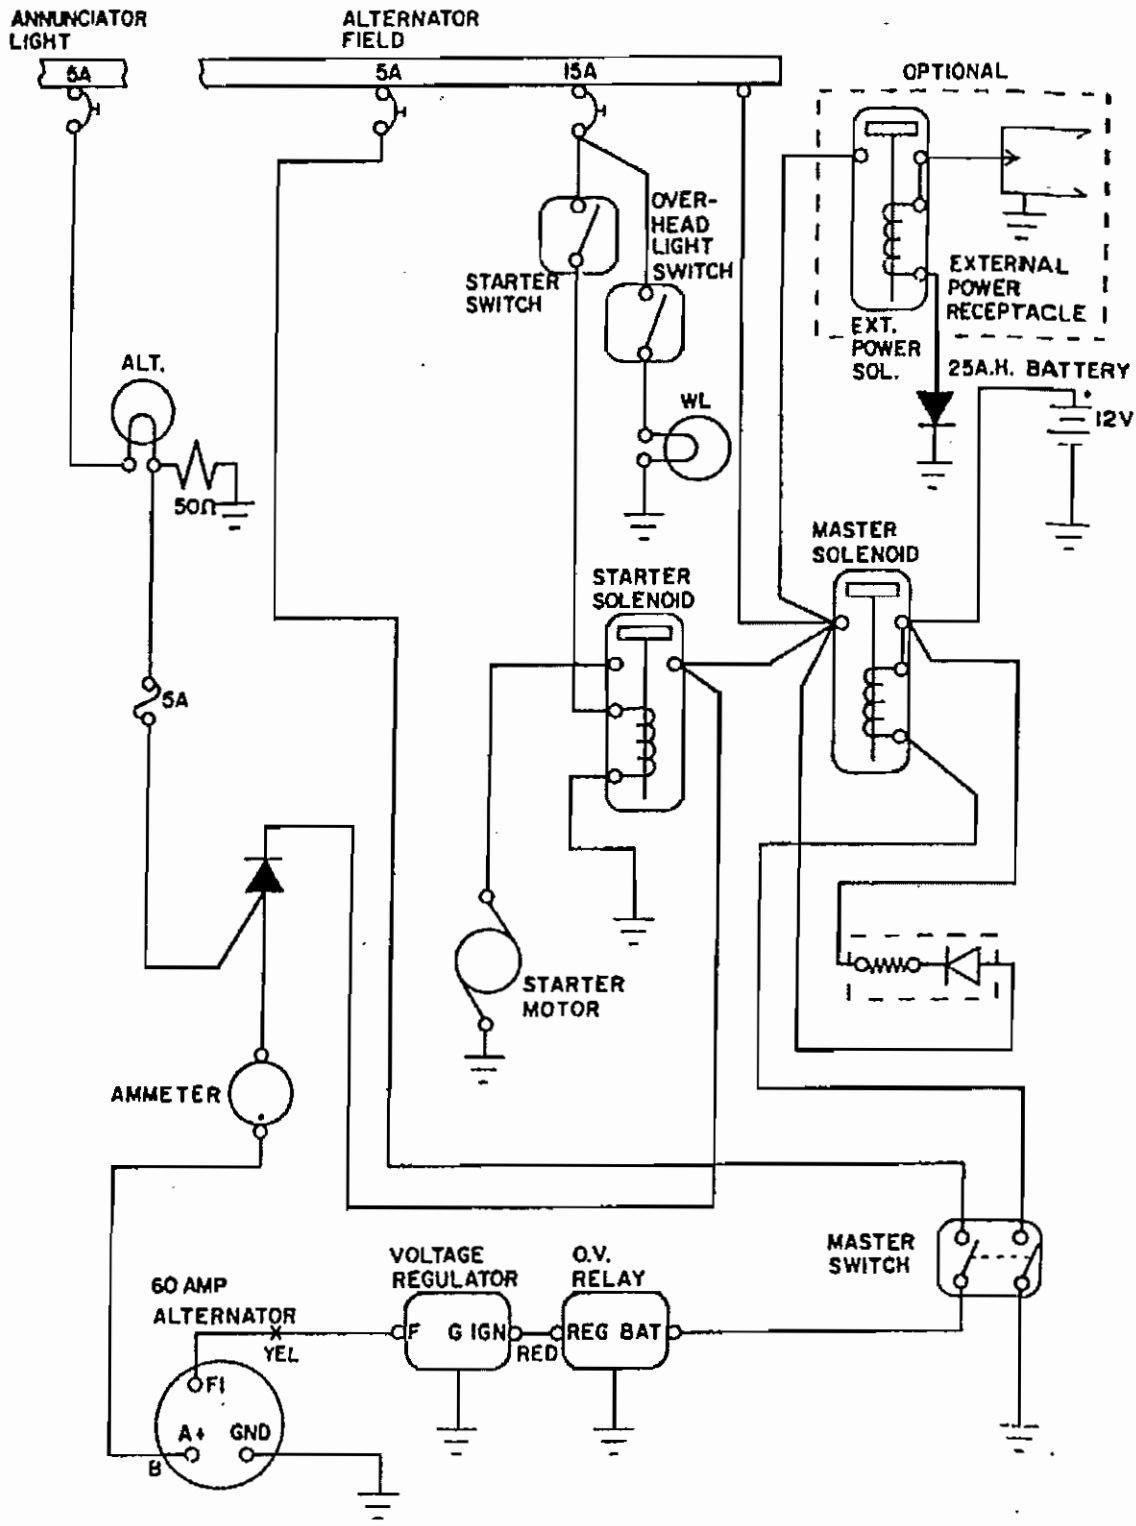 ANNUNCIATOR
LIGHT
ALTERNATOR
FIELD
5A
5A
15A
OPTIONAL
OVER-
HEAD
LIGHT
SWITCH
STARTER
SWITCH
EXTERNAL
POWER
RECEPTACLE
EXT.
POWER
SOL.
25A.H. BATTERY
+
12V
ALT.
WL
50Ω
MASTER
SOLENOID
STARTER
SOLENOID
5A
STARTER
MOTOR
AMMETER
MASTER
SWITCH
VOLTAGE
REGULATOR
O.V.
RELAY
60 AMP
ALTERNATOR
F G IGN
REG BAT
RED
YEL
F1
A+ GND
B